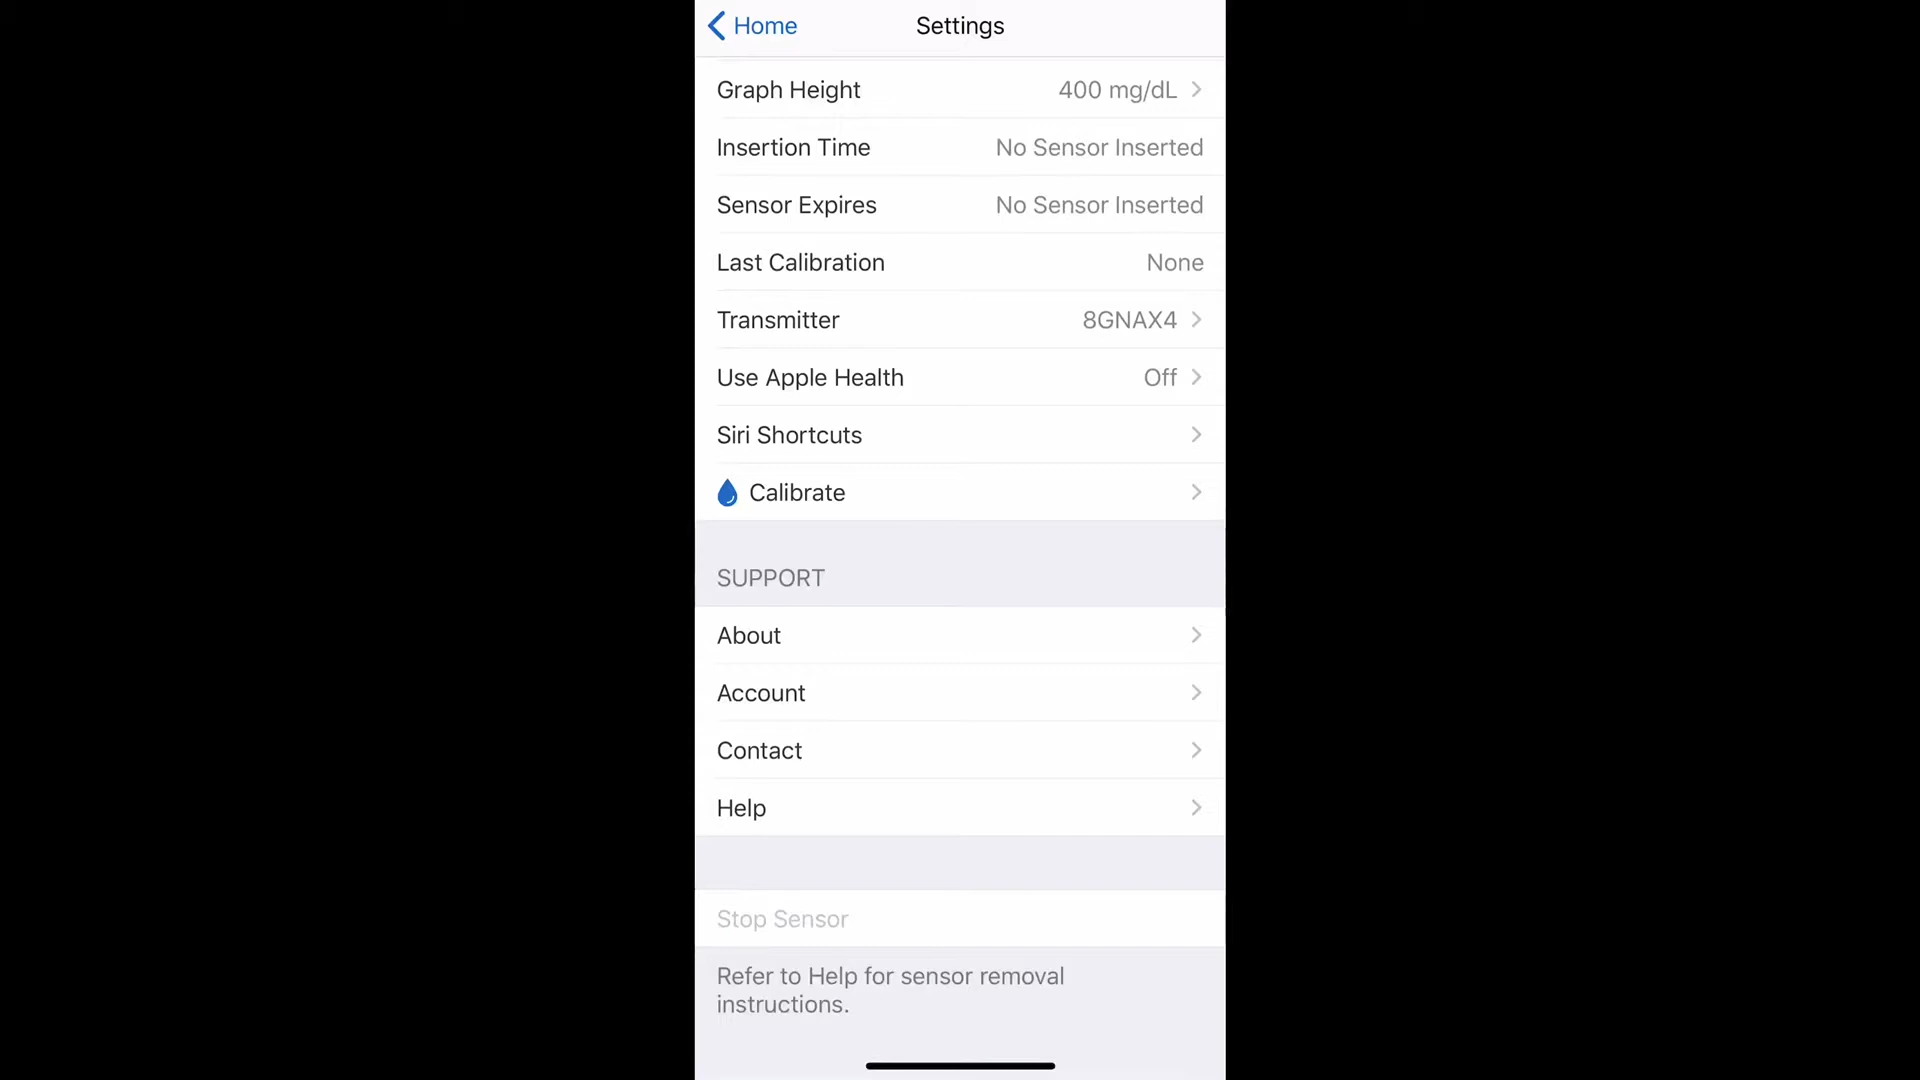 Home
Settings
Graph Height 400 mg/dL
Insertion Time No Sensor Inserted
Sensor Expires No Sensor Inserted
Last Calibration None
Transmitter 8GNAX4
Use Apple Health Off
Siri Shortcuts
Calibrate
SUPPORT
About
Account
Contact
Help
Stop Sensor
Refer to Help for sensor removal
instructions.